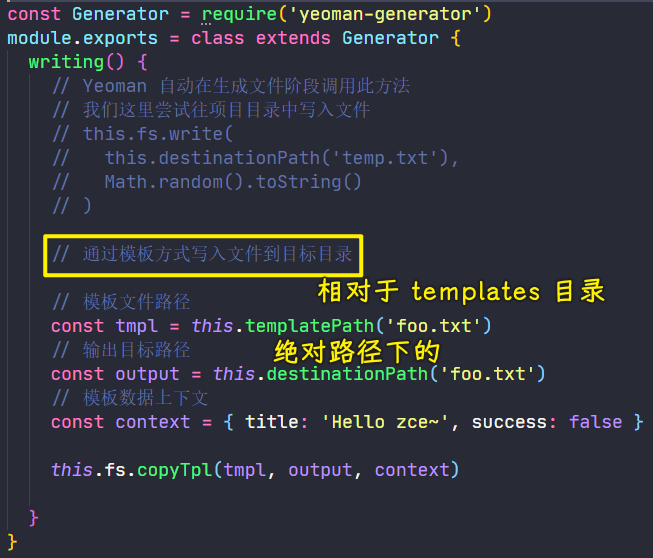 const Generator = require('yeoman-generator')
module.exports = class extends Generator {
writing() {
// Yeoman 自动在生成文件阶段调用此方法
// 我们这里尝试往项目目录中写入文件
// this.fs.write(
//   this.destinationPath('temp.txt'),
//   Math.random().toString()
// )
// 通过模板方式写入文件到目标目录
相对于 templates 目录
// 模板文件路径
const tmpl = this.templatePath('foo.txt')
// 输出目标路径
绝对路径下的
const output = this.destinationPath('foo.txt')
// 模板数据上下文
const context = { title: 'Hello zce~', success: false }
this.fs.copyTpl(tmpl, output, context)
}
}